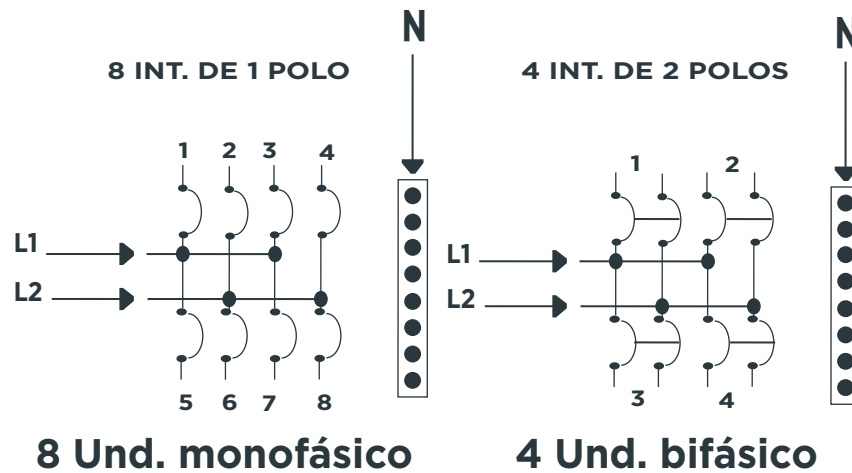 N
8 INT. DE 1 POLO
1 2 3 4
L1
L2
5 6 7 8
8 Und. monofásico
N
4 INT. DE 2 POLOS
1 2
L1
L2
3 4
4 Und. bifásico